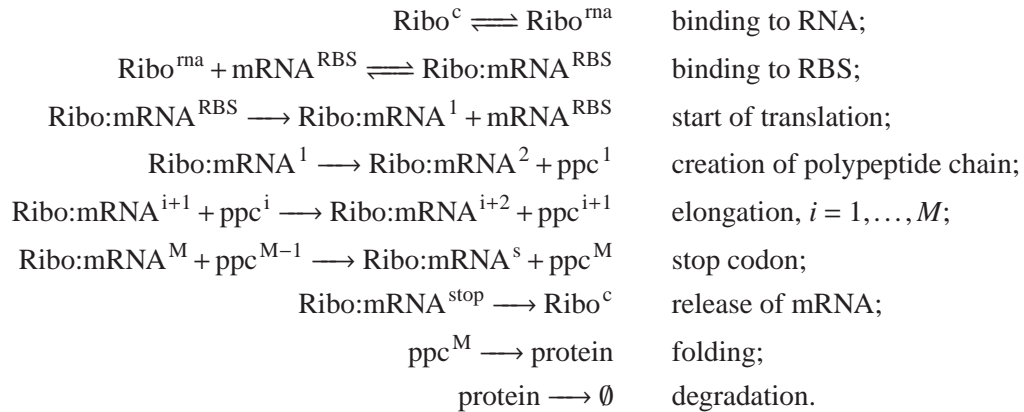 Ribo^c ⇌ Ribo^rna binding to RNA;
Ribo^rna + mRNA^RBS ⇌ Ribo:mRNA^RBS binding to RBS;
Ribo:mRNA^RBS ⟶ Ribo:mRNA^1 + mRNA^RBS start of translation;
Ribo:mRNA^1 ⟶ Ribo:mRNA^2 + ppc^1 creation of polypeptide chain;
Ribo:mRNA^i+1 + ppc^i ⟶ Ribo:mRNA^i+2 + ppc^i+1 elongation, i = 1,...,M;
Ribo:mRNA^M + ppc^M−1 ⟶ Ribo:mRNA^s + ppc^M stop codon;
Ribo:mRNA^stop ⟶ Ribo^c release of mRNA;
ppc^M ⟶ protein folding;
protein ⟶ ∅ degradation.